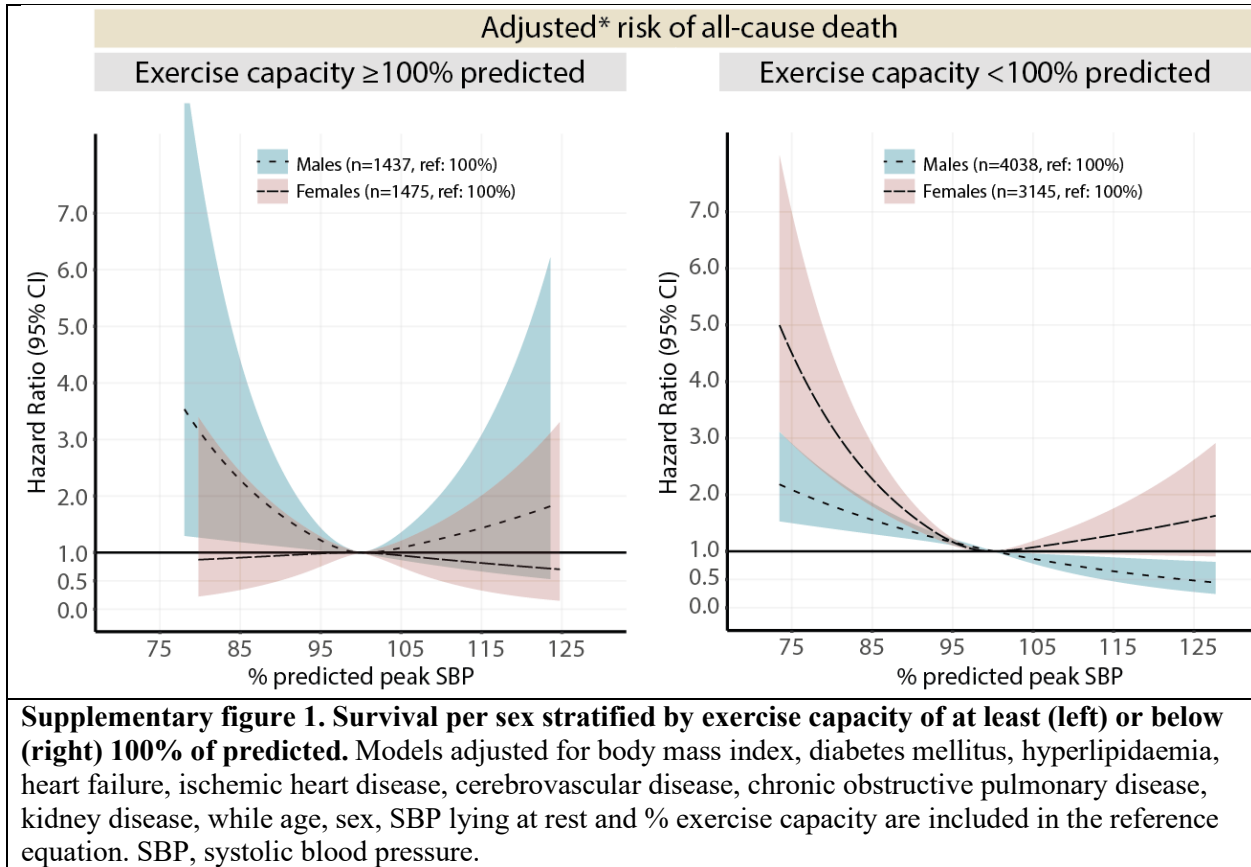 Adjusted* risk of all-cause death
Exercise capacity ≥100% predicted
Males (n=1437, ref: 100%)
Females (n=1475, ref: 100%)
Hazard Ratio (95% CI)
7.0
6.0
5.0
4.0
3.0
2.0
1.0
0.5
0.0
75 85 95 105 115 125
% predicted peak SBP
Exercise capacity <100% predicted
Males (n=4038, ref: 100%)
Females (n=3145, ref: 100%)
Hazard Ratio (95% CI)
7.0
6.0
5.0
4.0
3.0
2.0
1.0
0.5
0.0
75 85 95 105 115 125
% predicted peak SBP
Supplementary figure 1. Survival per sex stratified by exercise capacity of at least (left) or below
(right) 100% of predicted. Models adjusted for body mass index, diabetes mellitus, hyperlipidaemia,
heart failure, ischemic heart disease, cerebrovascular disease, chronic obstructive pulmonary disease,
kidney disease, while age, sex, SBP lying at rest and % exercise capacity are included in the reference
equation. SBP, systolic blood pressure.